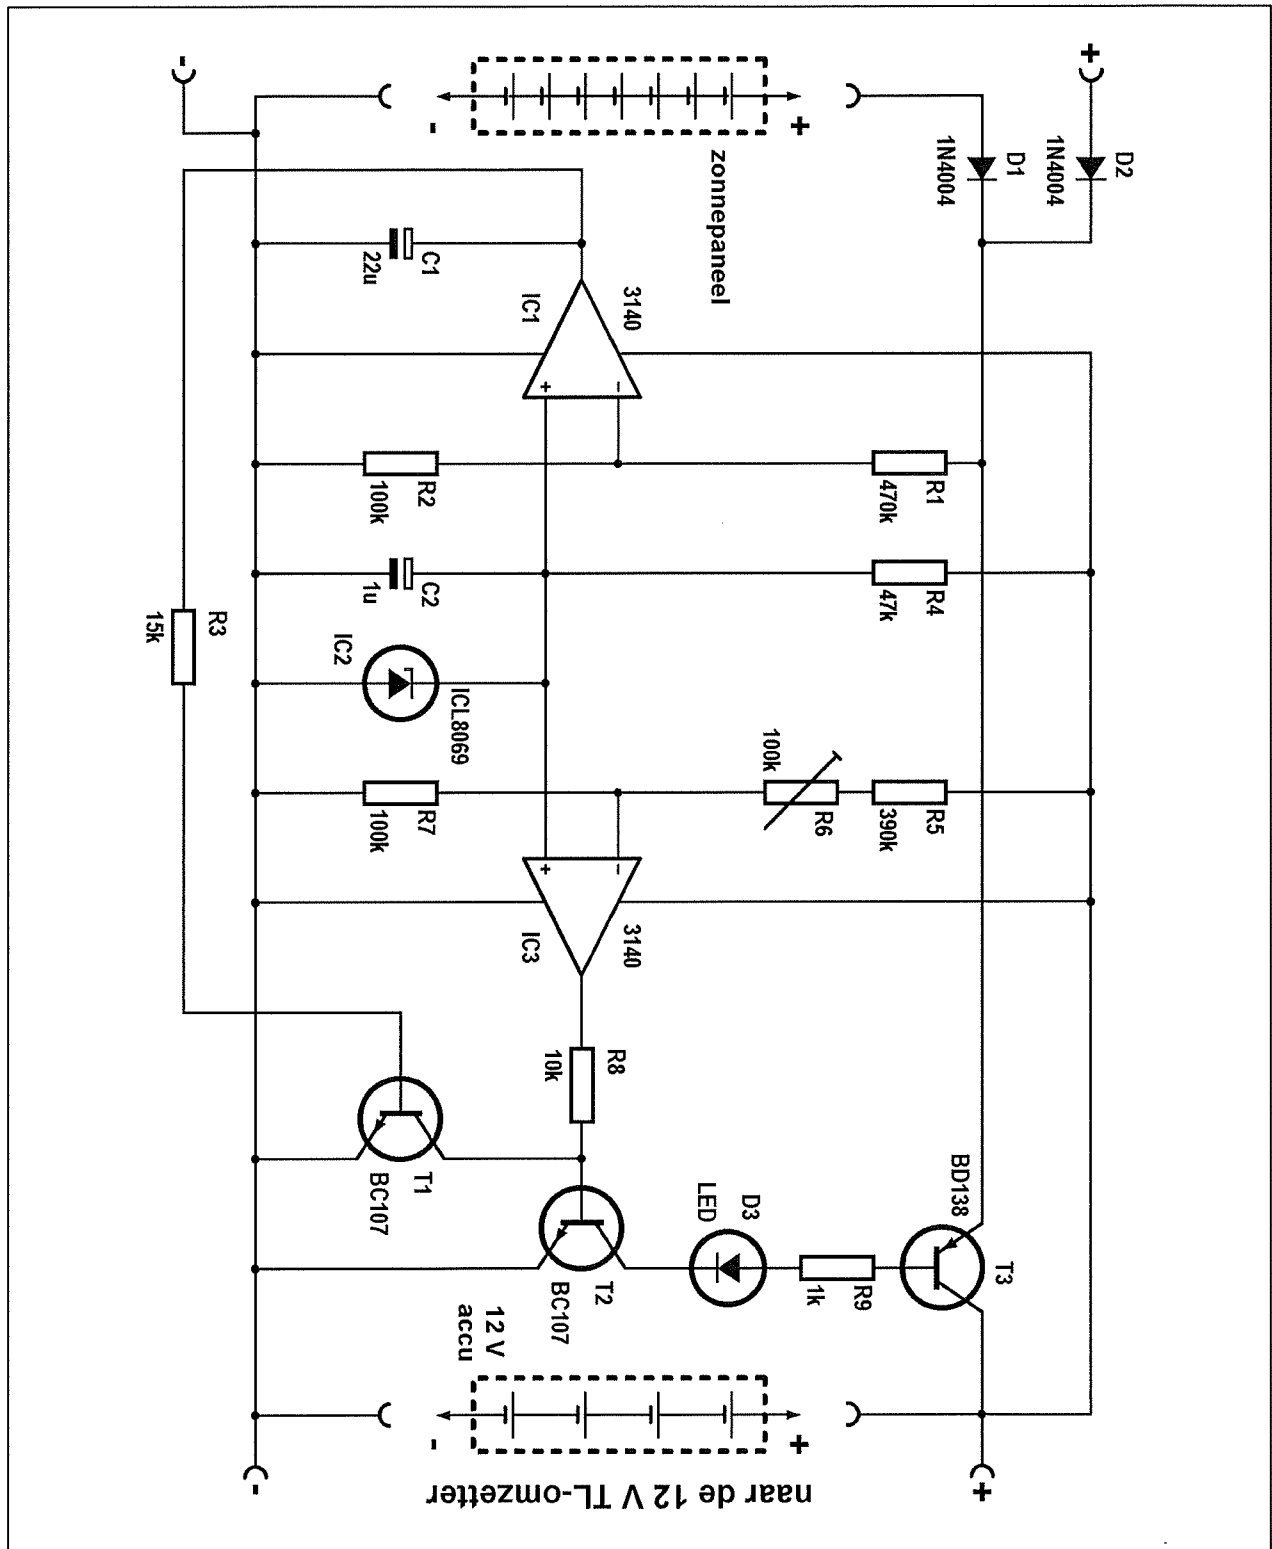 -
+
-
+
zonnepaneel
D1
1N4004
D2
1N4004
C1
22u
IC1
3140
+
-
R2
100k
R1
470k
C2
1u
R4
47k
R3
15k
IC2
ICL8069
R7
100k
100k
R6
R5
390k
+
-
IC3
3140
R8
10k
T1
BC107
T2
BC107
D3
LED
R9
1k
BD138
T3
12 V
accu
-
+
-
+
naar de 12 V TL-omzetter